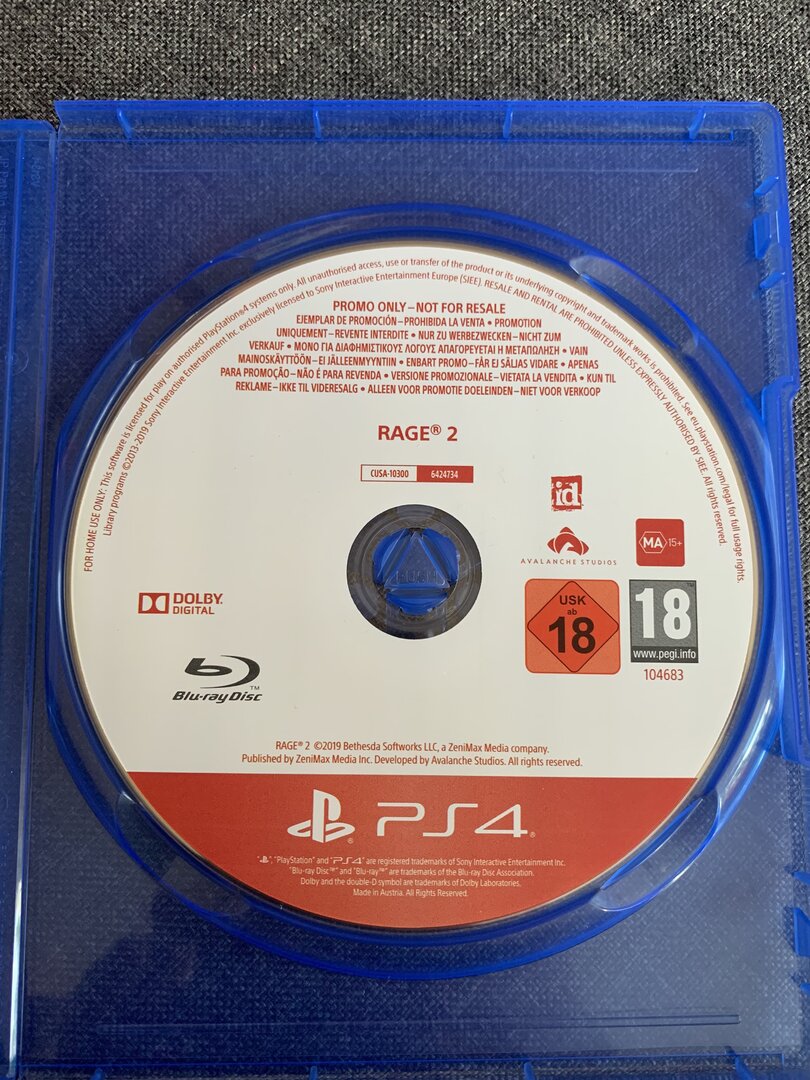 FOR HOME USE ONLY: This software is licensed for play on authorised PlayStation®4 systems only. All unauthorised access, use or transfer of the product or its underlying copyright and trademark works is prohibited. See eu.playstation.com/legal for full usage rights.
Library programs ©2013-2019 Sony Interactive Entertainment Inc. exclusively licensed to Sony Interactive Entertainment Europe (SIEE). RESALE AND RENTAL ARE PROHIBITED UNLESS EXPRESSLY AUTHORISED BY SIEE. All rights reserved.
PROMO ONLY – NOT FOR RESALE
EJEMPLAR DE PROMOCIÓN – PROHIBIDA LA VENTA • PROMOTION
UNIQUEMENT – REVENTE INTERDITE • NUR ZU WERBEZWECKEN – NICHT ZUM
VERKAUF • ΜΟΝΟ ΓΙΑ ΔΙΑΦΗΜΙΣΤΙΚΟΥΣ ΛΟΓΟΥΣ ΑΠΑΓΟΡΕΥΕΤΑΙ Η ΜΕΤΑΠΩΛΗΣΗ • VAIN
MAINOSKÄYTTÖÖN – EI JÄLLEENMYYNTIIN • ENBART PROMO – FÅR EJ SÄLJAS VIDARE • APENAS
PARA PROMOÇÃO – NÃO É PARA REVENDA • VERSIONE PROMOZIONALE – VIETATA LA VENDITA • KUN TIL
REKLAME – IKKE TIL VIDERESALG • ALLEEN VOOR PROMOTIE DOELEINDEN – NIET VOOR VERKOOP
RAGE® 2
CUSA-10300 6424734
id
AVALANCHE STUDIOS
MA 15+
DOLBY
DIGITAL
USK
ab
18
18
www.pegi.info
104683
Blu-ray Disc™
RAGE® 2 ©2019 Bethesda Softworks LLC, a ZeniMax Media company.
Published by ZeniMax Media Inc. Developed by Avalanche Studios. All rights reserved.
PS4
", "PlayStation" and "PS4" are registered trademarks of Sony Interactive Entertainment Inc.
"Blu-ray Disc™" and "Blu-ray™" are trademarks of the Blu-ray Disc Association.
Dolby and the double-D symbol are trademarks of Dolby Laboratories.
Made in Austria. All Rights Reserved.